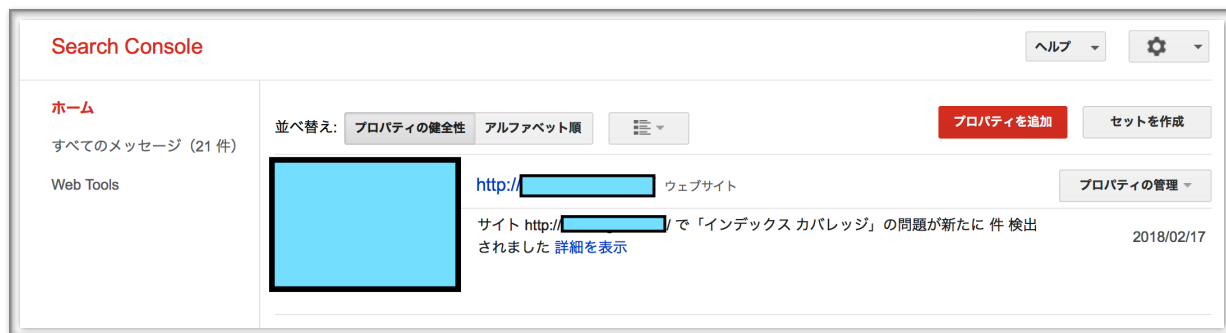 Search Console
ヘルプ
ホーム
すべてのメッセージ（21 件）
Web Tools
並べ替え: プロパティの健全性 アルファベット順
プロパティを追加
セットを作成
http:// ウェブサイト
プロパティの管理
サイト http:// / で「インデックス カバレッジ」の問題が新たに 件 検出
されました 詳細を表示
2018/02/17